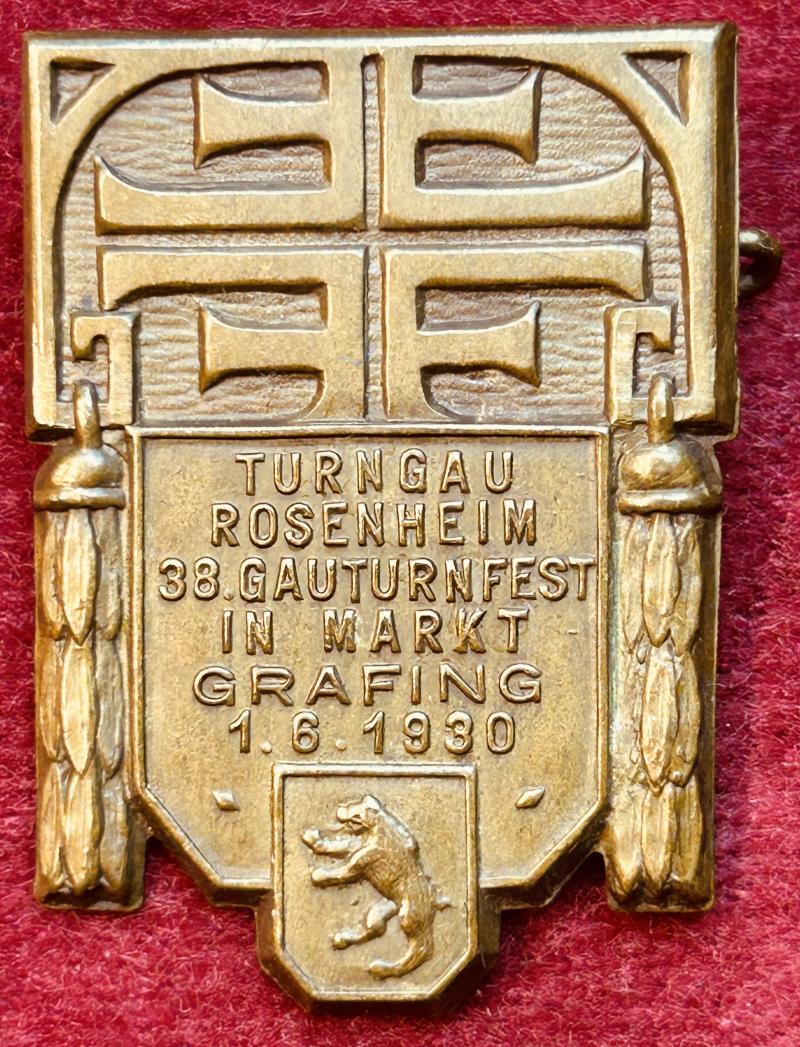 TURNGAU
ROSENHEIM
38.GAUTURNFEST
IN MARKT
GRAFING
1.6.1930